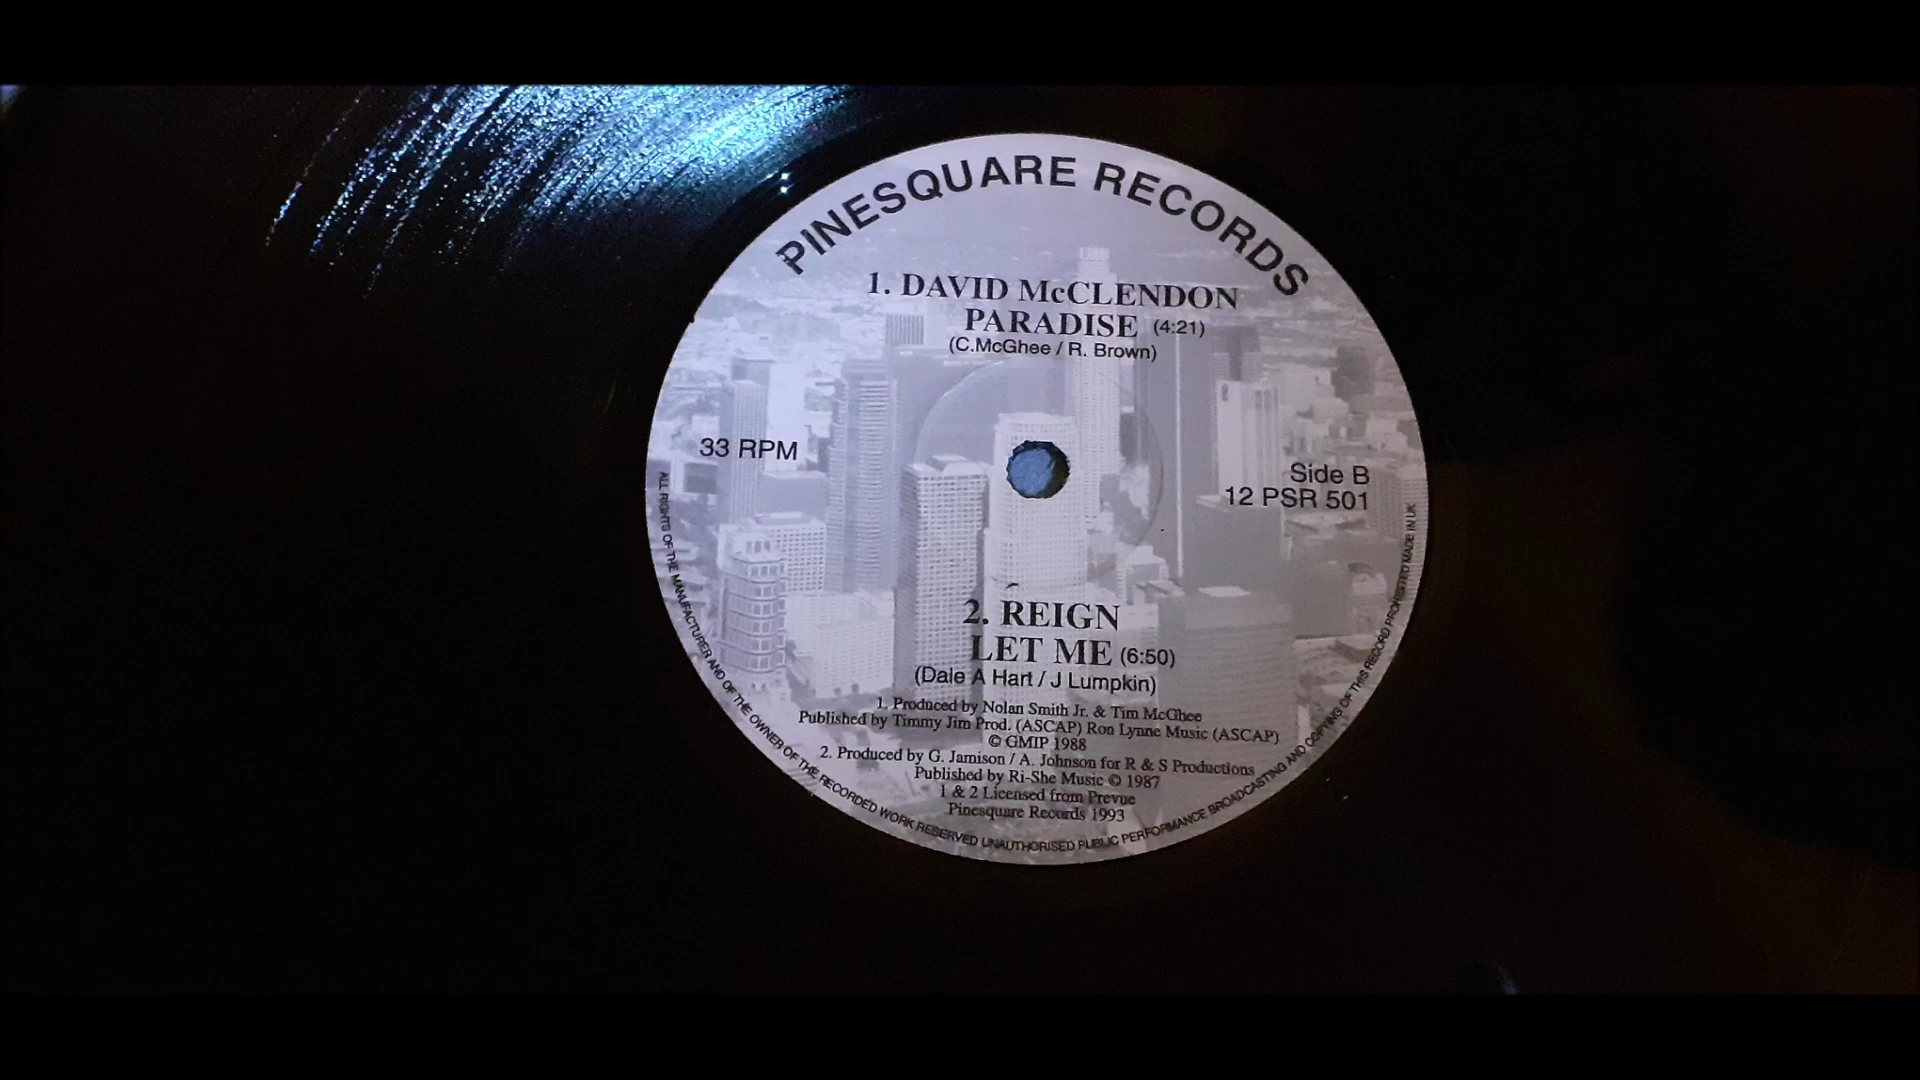 PINESQUARE RECORDS
1. DAVID McCLENDON
PARADISE (4:21)
(C.McGhee / R. Brown)
33 RPM
Side B
12 PSR 501
2. REIGN
LET ME (6:50)
(Dale A Hart / J Lumpkin)
1. Produced by Nolan Smith Jr. & Tim McGhee
Published by Timmy Jim Prod. (ASCAP) Ron Lynne Music (ASCAP)
© GMIP 1988
2. Produced by G. Jamison / A. Johnson for R & S Productions
Published by Ri-She Music © 1987
1 & 2 Licensed from Prevue
Pinesquare Records 1993
ALL RIGHTS OF THE MANUFACTURER AND OF THE OWNER OF THE RECORDED WORK RESERVED UNAUTHORISED PUBLIC PERFORMANCE BROADCASTING AND COPYING OF THIS RECORD PROHIBITED MADE IN UK